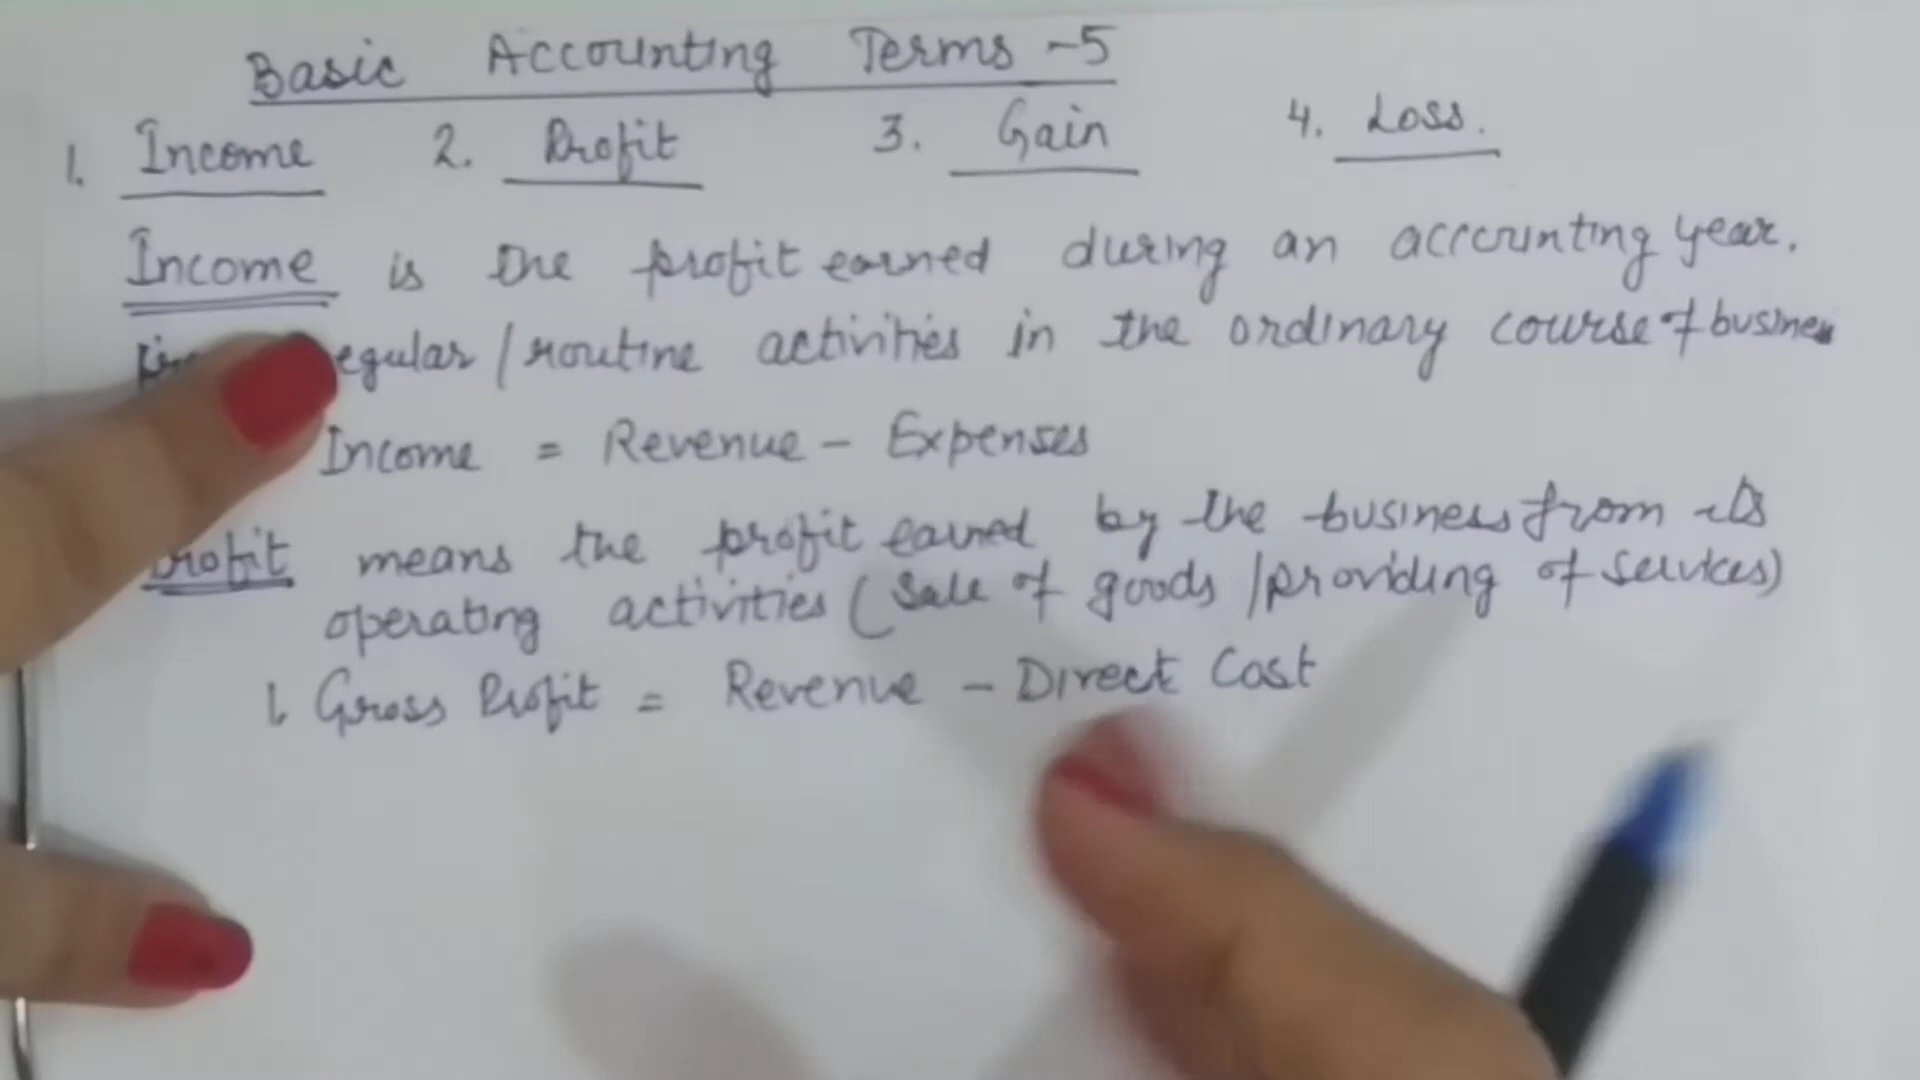 Basic Accounting Terms -5
1. Income 2. Profit 3. Gain 4. Loss.
Income is the profit earned during an accounting year.
egular / routine activities in the ordinary course of business
Income = Revenue - Expenses
Profit means the profit earned by the business from its
operating activities (Sale of goods / providing of services)
1. Gross Profit = Revenue - Direct Cost